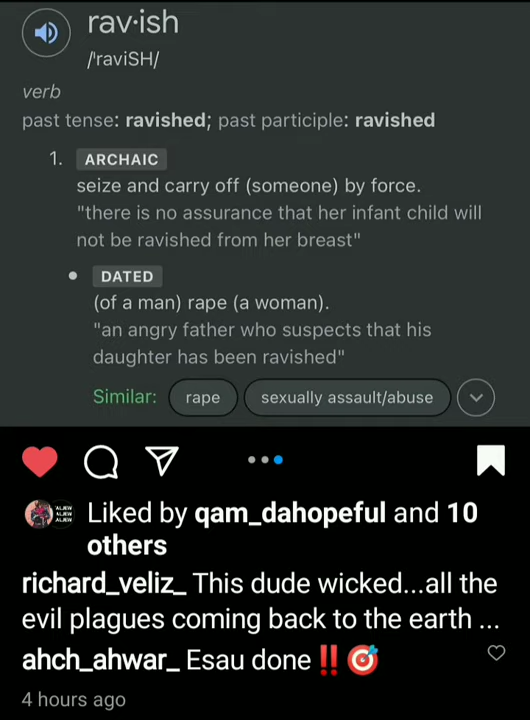 rav·ish
/ˈraviSH/
verb
past tense: ravished; past participle: ravished
1. ARCHAIC
seize and carry off (someone) by force.
"there is no assurance that her infant child will
not be ravished from her breast"
DATED
(of a man) rape (a woman).
"an angry father who suspects that his
daughter has been ravished"
Similar: rape sexually assault/abuse
Liked by qam_dahopeful and 10
others
richard_veliz_ This dude wicked...all the
evil plagues coming back to the earth ...
ahch_ahwar_ Esau done ‼️ 🎯
4 hours ago